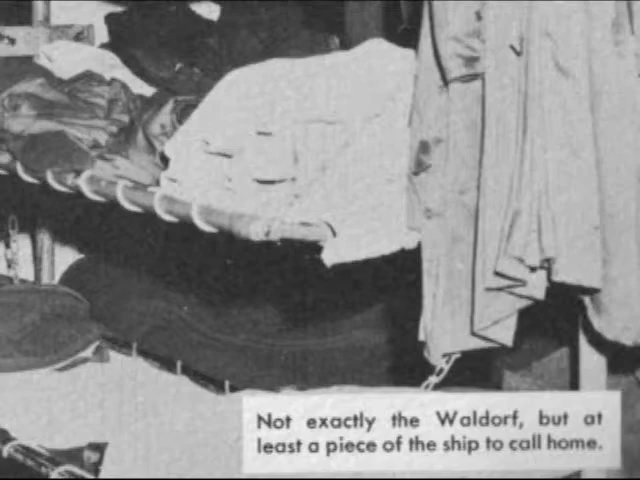 Not exactly the Waldorf, but at
least a piece of the ship to call home.